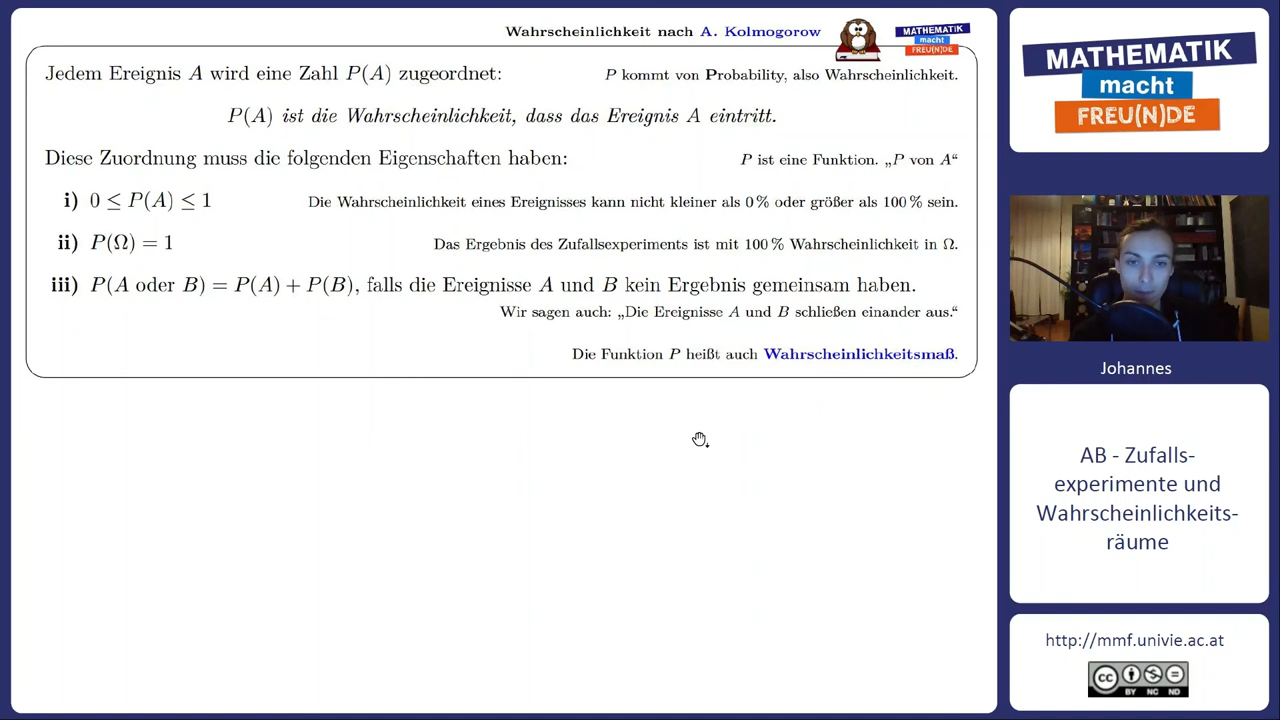 Wahrscheinlichkeit nach A. Kolmogorow
MATHEMATIK
macht
FREU(N)DE
Jedem Ereignis A wird eine Zahl P(A) zugeordnet:
P kommt von Probability, also Wahrscheinlichkeit.
P(A) ist die Wahrscheinlichkeit, dass das Ereignis A eintritt.
Diese Zuordnung muss die folgenden Eigenschaften haben:
P ist eine Funktion. „P von A“
i) 0 ≤ P(A) ≤ 1
Die Wahrscheinlichkeit eines Ereignisses kann nicht kleiner als 0 % oder größer als 100 % sein.
ii) P(Ω) = 1
Das Ergebnis des Zufallsexperiments ist mit 100 % Wahrscheinlichkeit in Ω.
iii) P(A oder B) = P(A) + P(B), falls die Ereignisse A und B kein Ergebnis gemeinsam haben.
Wir sagen auch: „Die Ereignisse A und B schließen einander aus.“
Die Funktion P heißt auch Wahrscheinlichkeitsmaß.
MATHEMATIK
macht
FREU(N)DE
Johannes
AB - Zufalls-
experimente und
Wahrscheinlichkeits-
räume
http://mmf.univie.ac.at
cc
BY NC ND